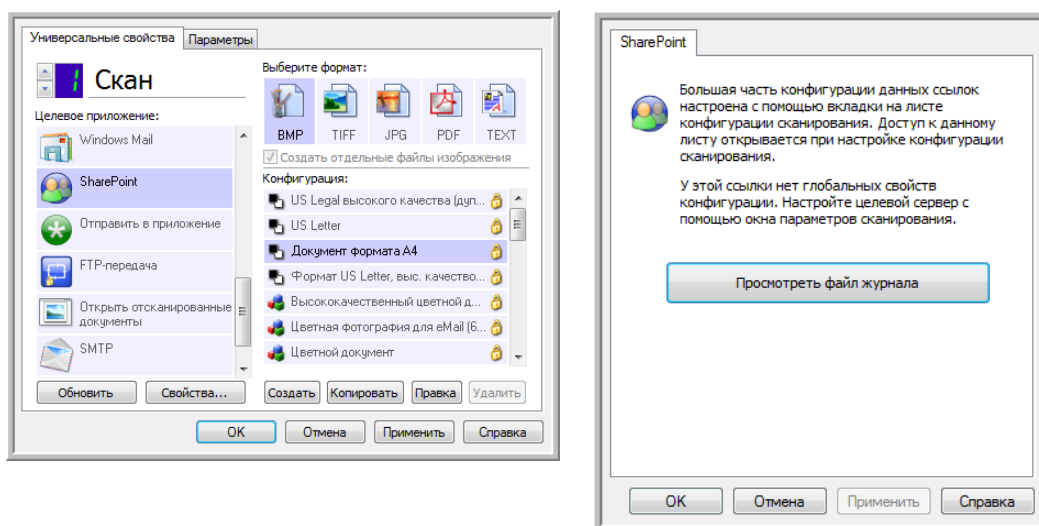 Универсальные свойства Параметры
1 Скан
Целевое приложение:
Windows Mail
SharePoint
Отправить в приложение
FTP-передача
Открыть отсканированные
документы
SMTP
Обновить Свойства...
Выберите формат:
BMP TIFF JPG PDF TEXT
Создать отдельные файлы изображения
Конфигурация:
US Legal высокого качества (дуп...
US Letter
Документ формата A4
Формат US Letter, выс. качество...
Высококачественный цветной д...
Цветная фотография для eMail (6...
Цветной документ
Создать Копировать Правка Удалить
OK Отмена Применить Справка
SharePoint
Большая часть конфигурации данных ссылок
настроена с помощью вкладки на листе
конфигурации сканирования. Доступ к данному
листу открывается при настройке конфигурации
сканирования.
У этой ссылки нет глобальных свойств
конфигурации. Настройте целевой сервер с
помощью окна параметров сканирования.
Просмотреть файл журнала
OK Отмена Применить Справка